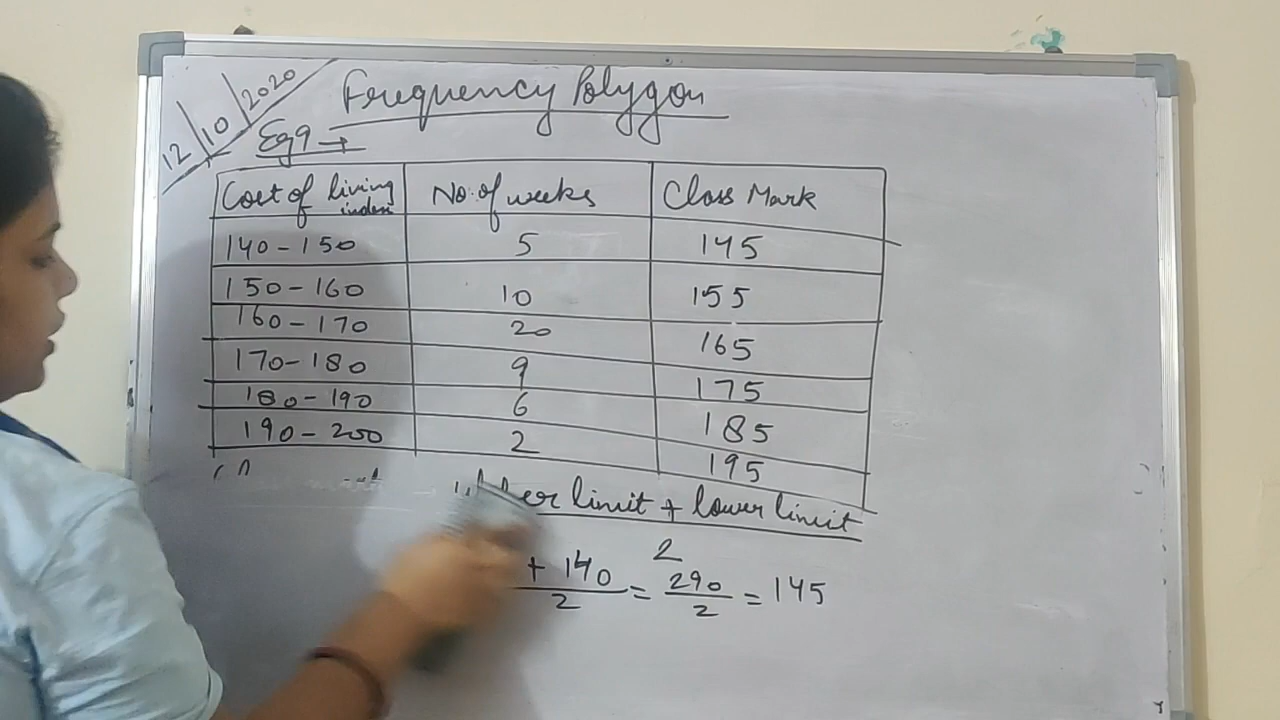 12/10/2020
Frequency Polygon
Eg9 →
Cost of living index No. of weeks Class Mark
140-150 5 145
150-160 10 155
160-170 20 165
170-180 9 175
180-190 6 185
190-200 2 195
upper limit + lower limit
2
+ 140 = 290 = 145
2 2